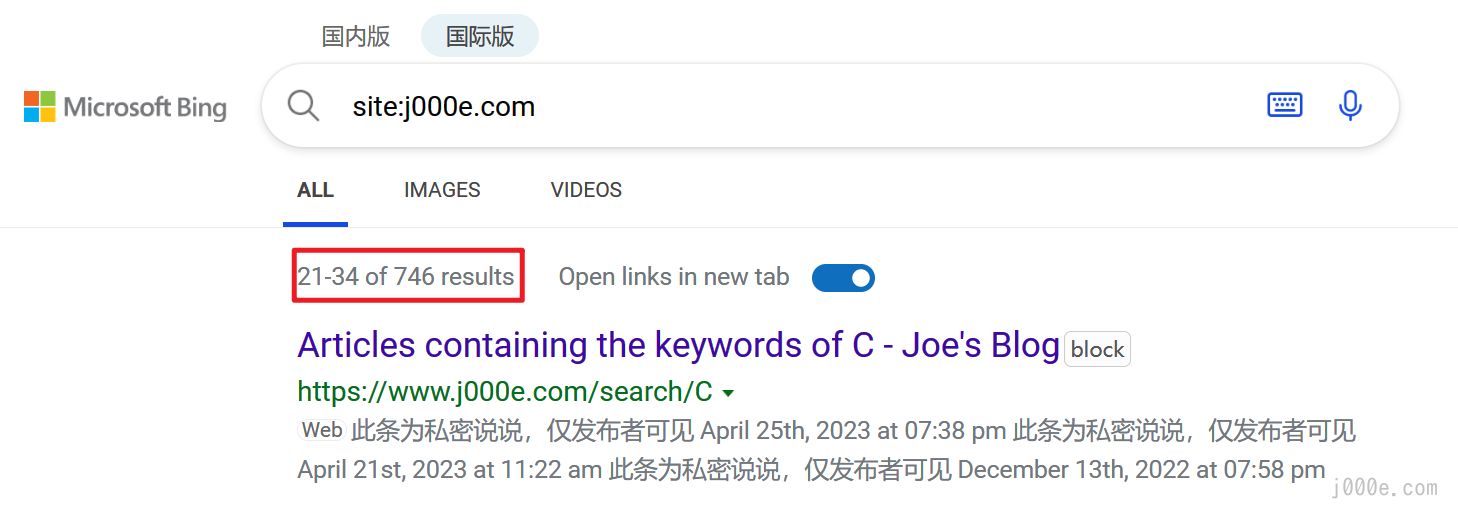 国内版 国际版
Microsoft Bing site:j000e.com
ALL IMAGES VIDEOS
21-34 of 746 results Open links in new tab
Articles containing the keywords of C - Joe's Blog block
https://www.j000e.com/search/C
Web 此条为私密说说，仅发布者可见 April 25th, 2023 at 07:38 pm 此条为私密说说，仅发布者可见
April 21st, 2023 at 11:22 am 此条为私密说说，仅发布者可见 December 13th, 2022 at 07:58 pm
j000e.com